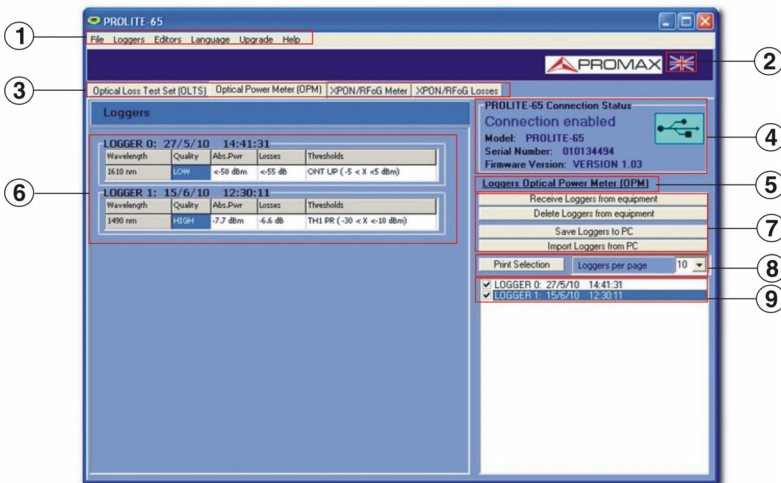 PROLITE-65
1
File Loggers Editors Language Upgrade Help
PROMAX
2
3
Optical Loss Test Set (OLTS) Optical Power Meter (OPM) XPON/RFoG Meter XPON/RFoG Losses
Loggers
LOGGER 0: 27/5/10 14:41:31
Wavelength Quality Abs.Pwr Losses Thresholds
1610 nm LOW <-50 dBm <-55 dB ONT UP ( -5 < X <5 dBm)
LOGGER 1: 15/6/10 12:30:11
Wavelength Quality Abs.Pwr Losses Thresholds
1490 nm HIGH -7.7 dBm -6.6 dB TH1 PR ( -30 < X <-10 dBm)
6
PROLITE-65 Connection Status
Connection enabled
Model: PROLITE-65
Serial Number: 010134494
Firmware Version: VERSION 1.03
4
Loggers Optical Power Meter (OPM)
5
Receive Loggers from equipment
Delete Loggers from equipment
Save Loggers to PC
Import Loggers from PC
7
Print Selection Loggers per page 10
8
LOGGER 0: 27/5/10 14:41:31
LOGGER 1: 15/6/10 12:30:11
9